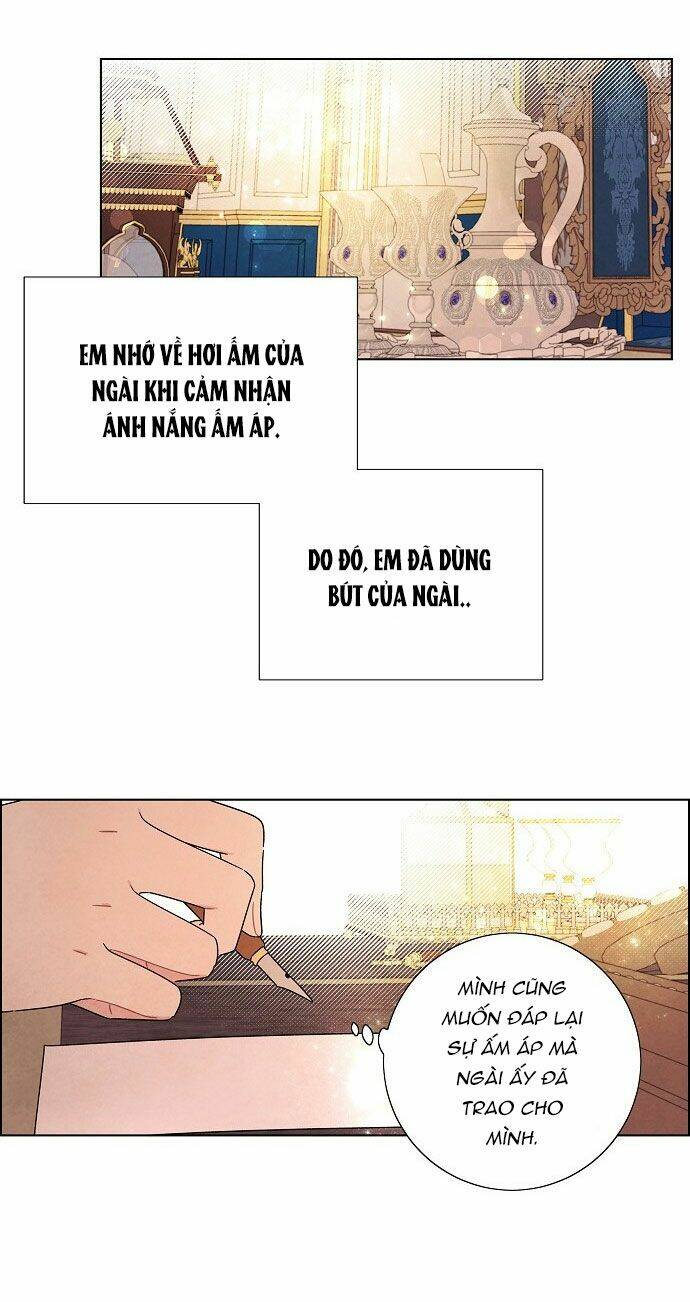 EM NHỚ VỀ HƠI ẤM CỦA
NGÀI KHI CẢM NHẬN
ÁNH NẮNG ẤM ÁP.
DO ĐÓ, EM ĐÃ DÙNG
BÚT CỦA NGÀI..
MÌNH CŨNG
MUỐN ĐÁP LẠI
SỰ ẤM ÁP MÀ
NGÀI ẤY ĐÃ
TRAO CHO
MÌNH.